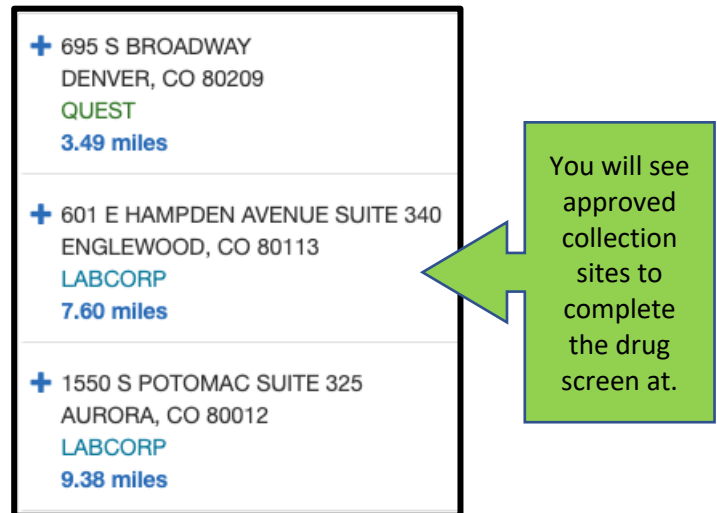 695 S BROADWAY
DENVER, CO 80209
QUEST
3.49 miles
601 E HAMPDEN AVENUE SUITE 340
ENGLEWOOD, CO 80113
LABCORP
7.60 miles
1550 S POTOMAC SUITE 325
AURORA, CO 80012
LABCORP
9.38 miles
You will see
approved
collection
sites to
complete
the drug
screen at.